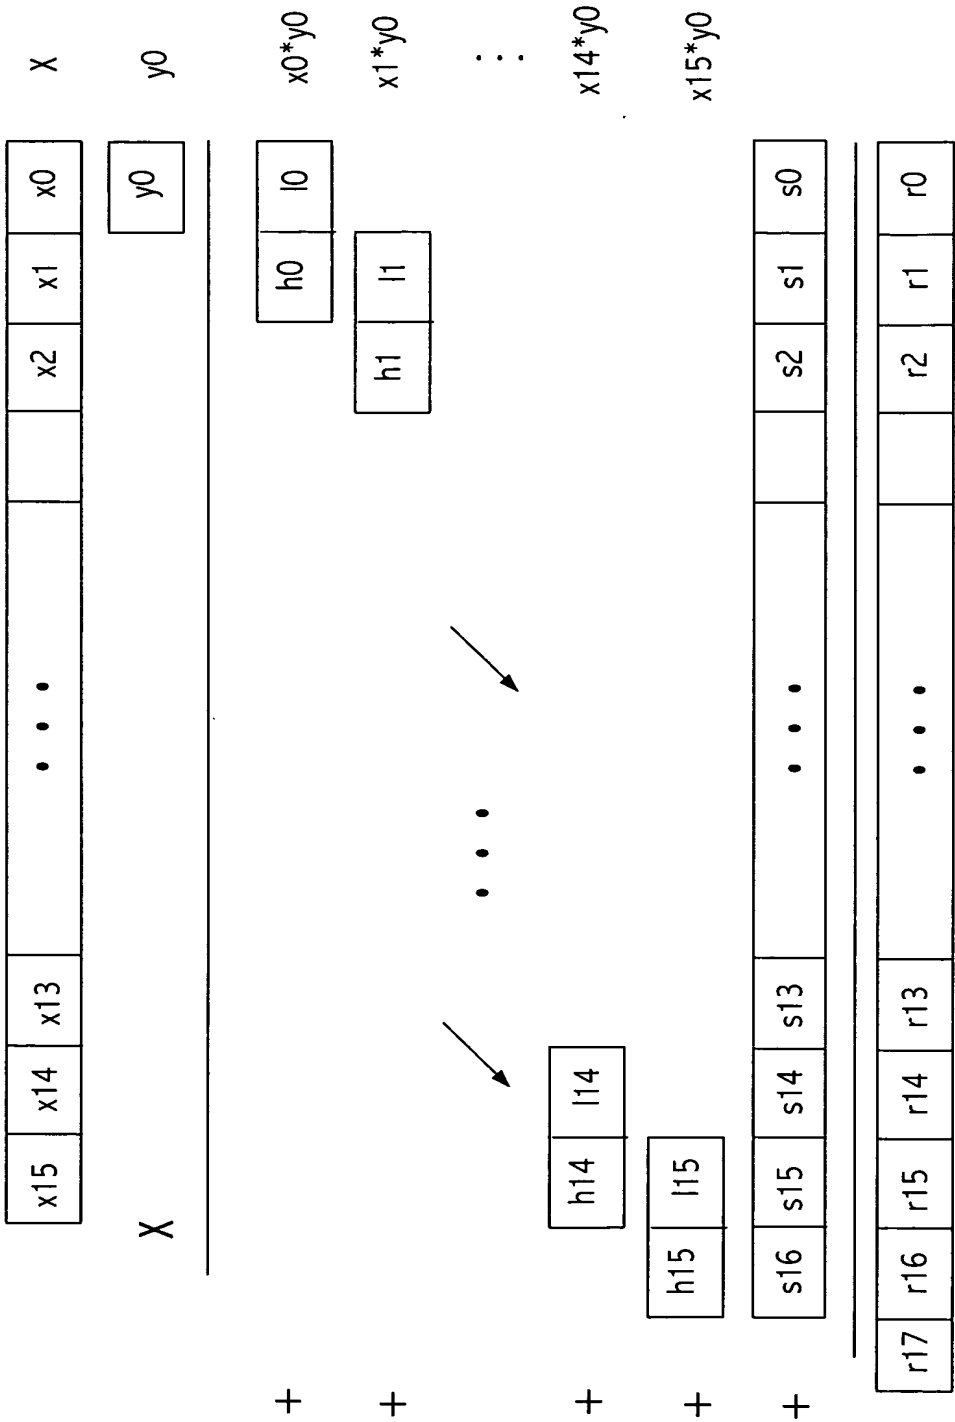 x15 x14 x13 • • • x2 x1 x0 X
X y0 y0
+ h0 l0 x0*y0
+ h1 l1 x1*y0
• • • . . .
+ h14 l14 x14*y0
+ h15 l15 x15*y0
+ s16 s15 s14 s13 • • • s2 s1 s0
r17 r16 r15 r14 r13 • • • r2 r1 r0